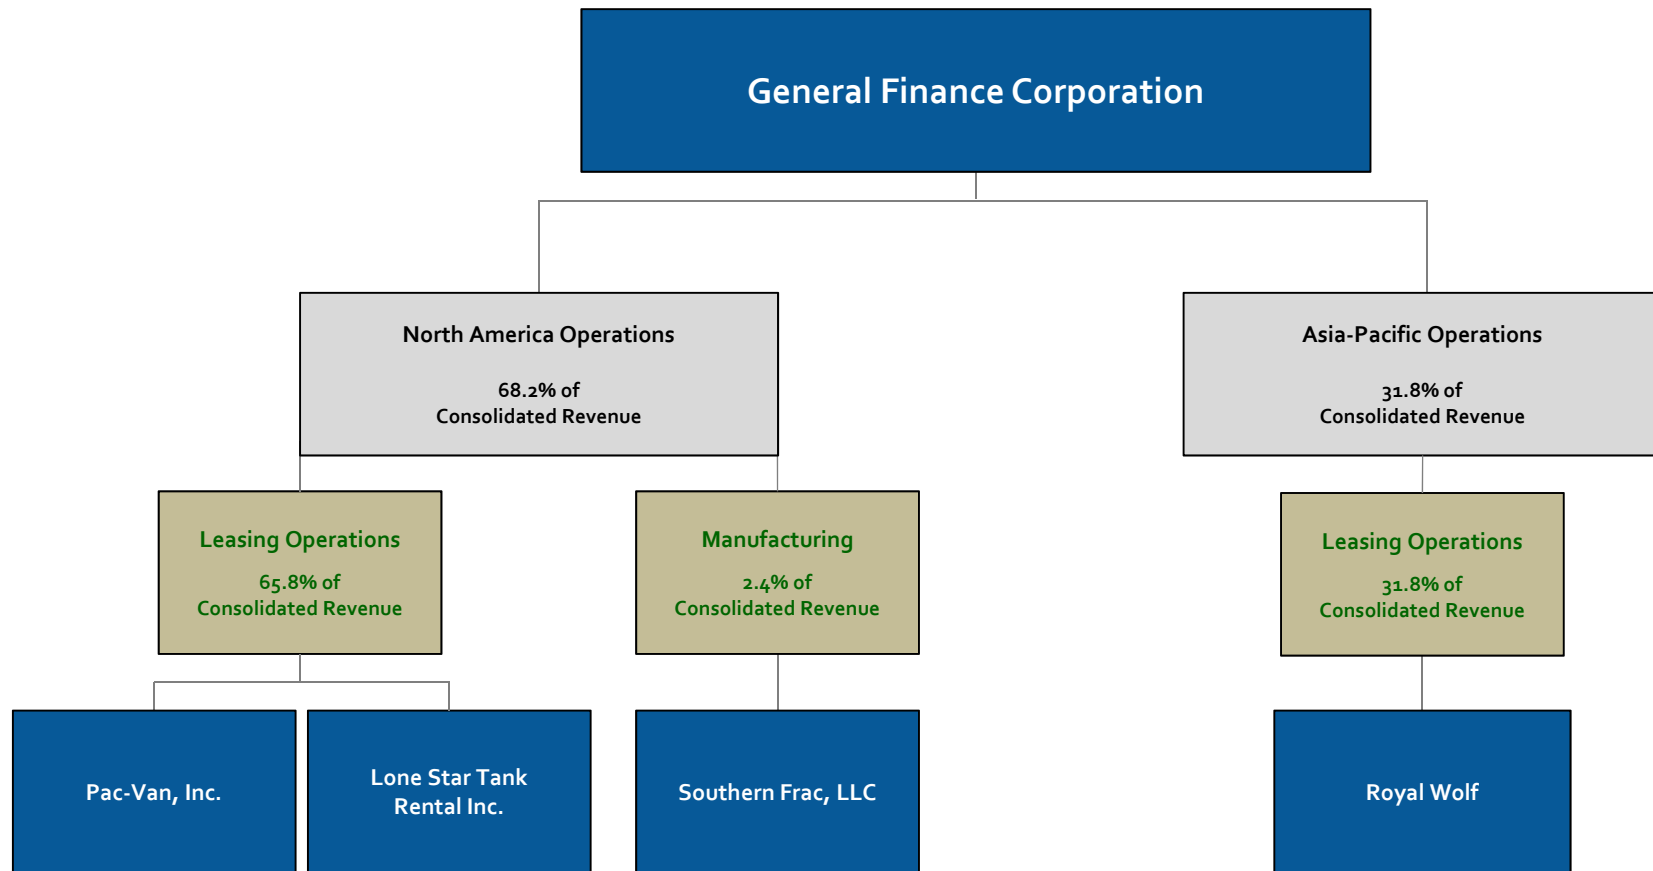 General Finance Corporation
North America Operations
68.2% of
Consolidated Revenue
Asia-Pacific Operations
31.8% of
Consolidated Revenue
Leasing Operations
65.8% of
Consolidated Revenue
Manufacturing
2.4% of
Consolidated Revenue
Leasing Operations
31.8% of
Consolidated Revenue
Pac-Van, Inc.
Lone Star Tank
Rental Inc.
Southern Frac, LLC
Royal Wolf